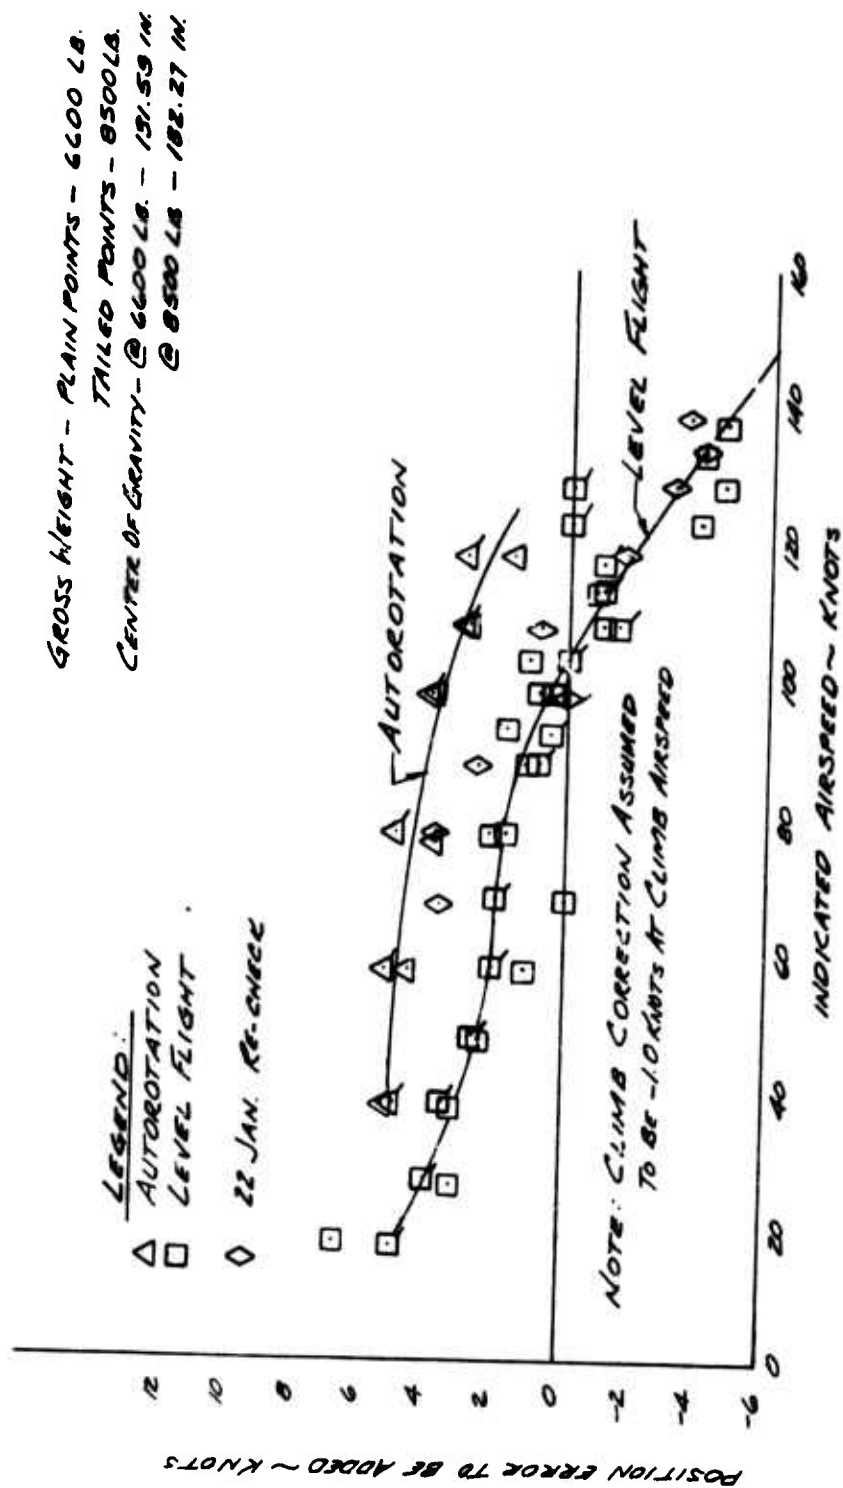 GROSS WEIGHT - PLAIN POINTS - 6600 LB.
TAILED POINTS - 8500 LB.
CENTER OF GRAVITY - @ 6600 LB. - 131.59 IN.
@ 8500 LB - 132.27 IN.
LEGEND:
△ AUTOROTATION
□ LEVEL FLIGHT
◇ 22 JAN. RE-CHECK
AUTOROTATION
LEVEL FLIGHT
NOTE: CLIMB CORRECTION ASSUMED
TO BE -1.0 KNOTS AT CLIMB AIRSPEED
POSITION ERROR TO BE ADDED ~ KNOTS
12
10
8
6
4
2
0
-2
-4
-6
0 20 40 60 80 100 120 140 160
INDICATED AIRSPEED ~ KNOTS